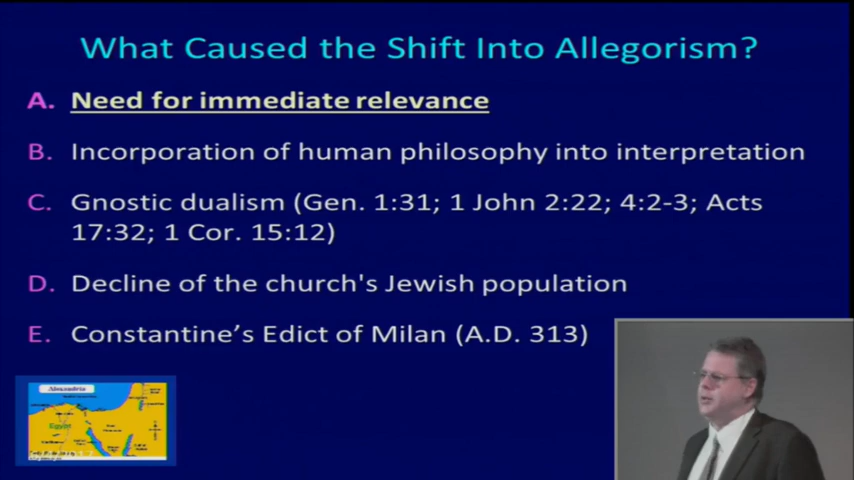 What Caused the Shift Into Allegorism?
A. Need for immediate relevance
B. Incorporation of human philosophy into interpretation
C. Gnostic dualism (Gen. 1:31; 1 John 2:22; 4:2-3; Acts
17:32; 1 Cor. 15:12)
D. Decline of the church's Jewish population
E. Constantine’s Edict of Milan (A.D. 313)
Alexandria
Egypt